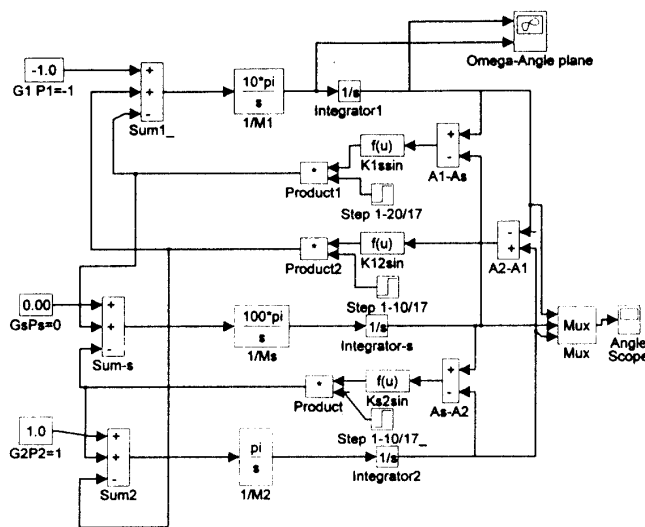 Omega-Angle plane
-1.0
G1 P1=-1
+
+
-
Sum1_
10*pi
s
1/M1
1/s
Integrator1
+
-
A1-As
f(u)
K1ssin
*
Product1
Step 1-20/17
-
+
A2-A1
f(u)
K12sin
*
Product2
Step 1-10/17
0.00
GsPs=0
+
+
-
Sum-s
100*pi
s
1/Ms
1/s
Integrator-s
Mux
Mux
Angle
Scope
+
-
As-A2
f(u)
Ks2sin
*
Product
Step 1-10/17_
1.0
G2P2=1
+
+
-
Sum2
pi
s
1/M2
1/s
Integrator2